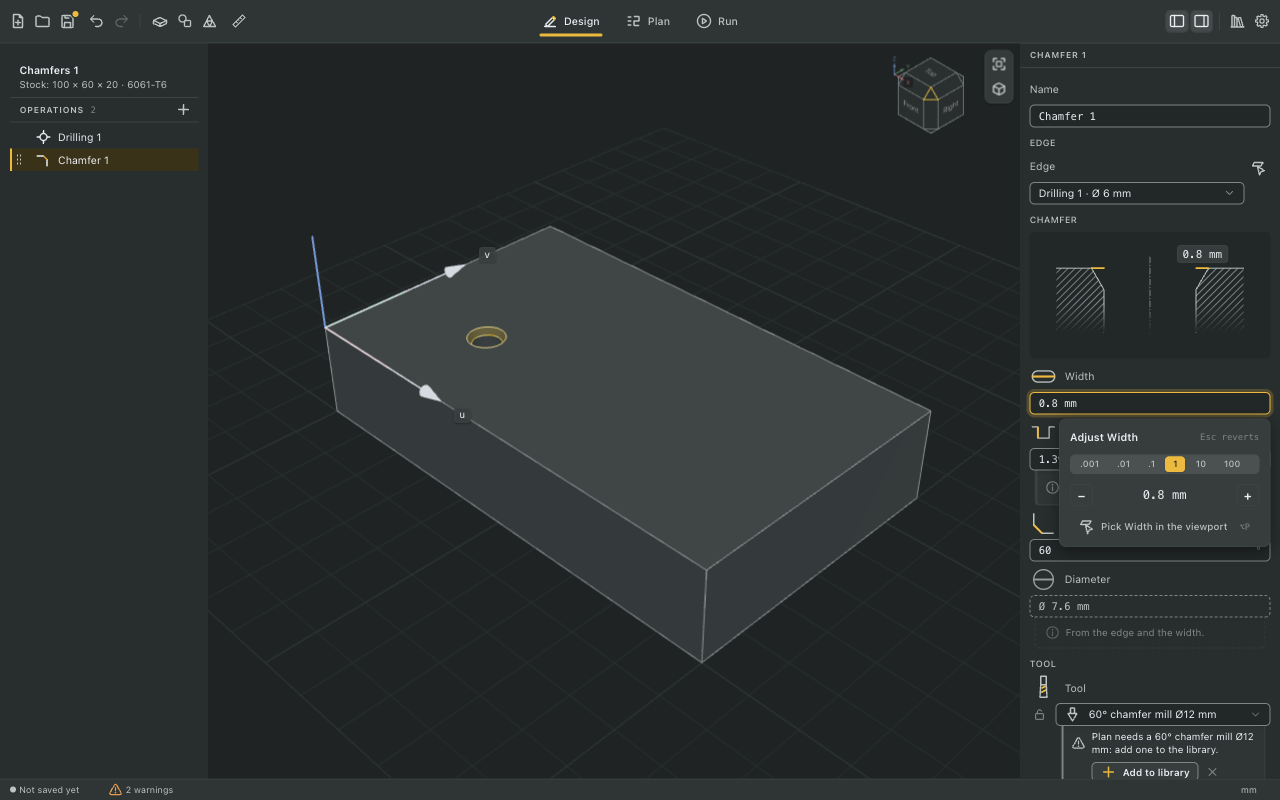 Design
Plan
Run
Chamfers 1
Stock: 100 × 60 × 20 · 6061-T6
OPERATIONS 2
Drilling 1
Chamfer 1
v
u
Top
Front
Right
CHAMFER 1
Name
Chamfer 1
EDGE
Edge
Drilling 1 · Ø 6 mm
CHAMFER
0.8 mm
Width
0.8 mm
Adjust Width
Esc reverts
.001 .01 .1 1 10 100
− 0.8 mm +
Pick Width in the viewport ⌥P
60
Diameter
Ø 7.6 mm
From the edge and the width.
TOOL
Tool
60° chamfer mill Ø12 mm
Plan needs a 60° chamfer mill Ø12
mm: add one to the library.
Add to library
Not saved yet
2 warnings
mm